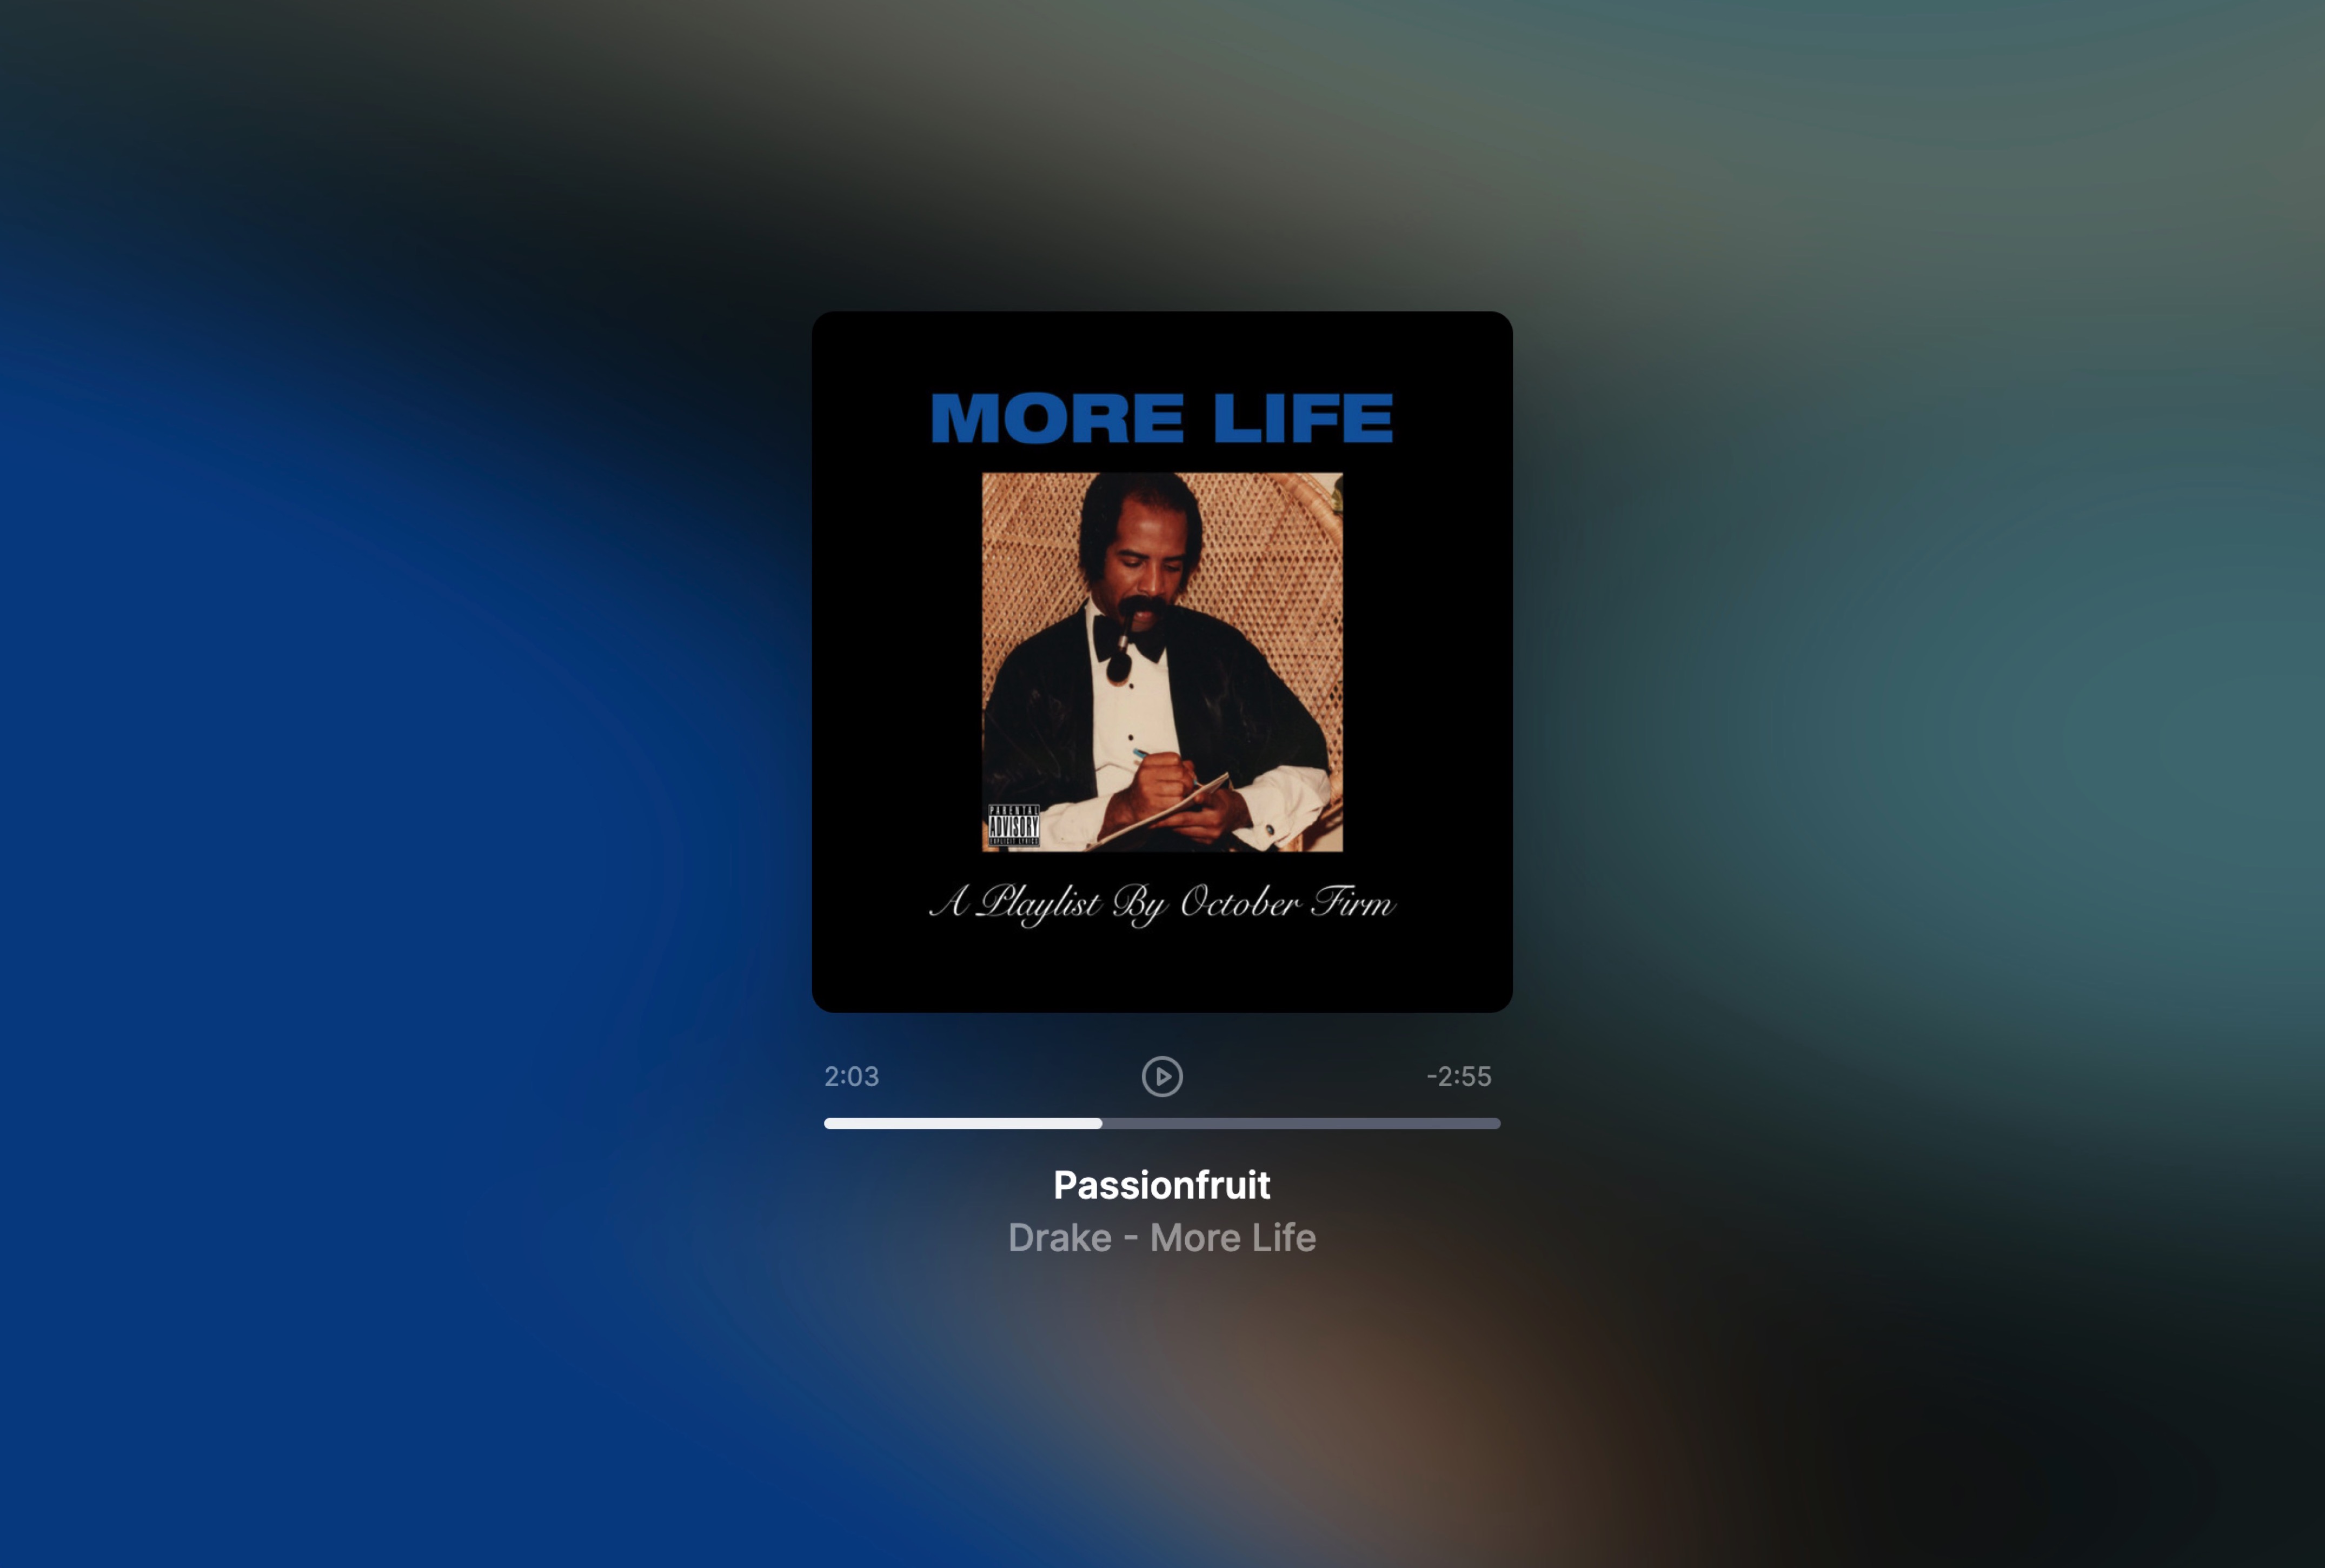 MORE LIFE
PARENTAL
ADVISORY
EXPLICIT LYRICS
A Playlist By October Firm
2:03
-2:55
Passionfruit
Drake - More Life